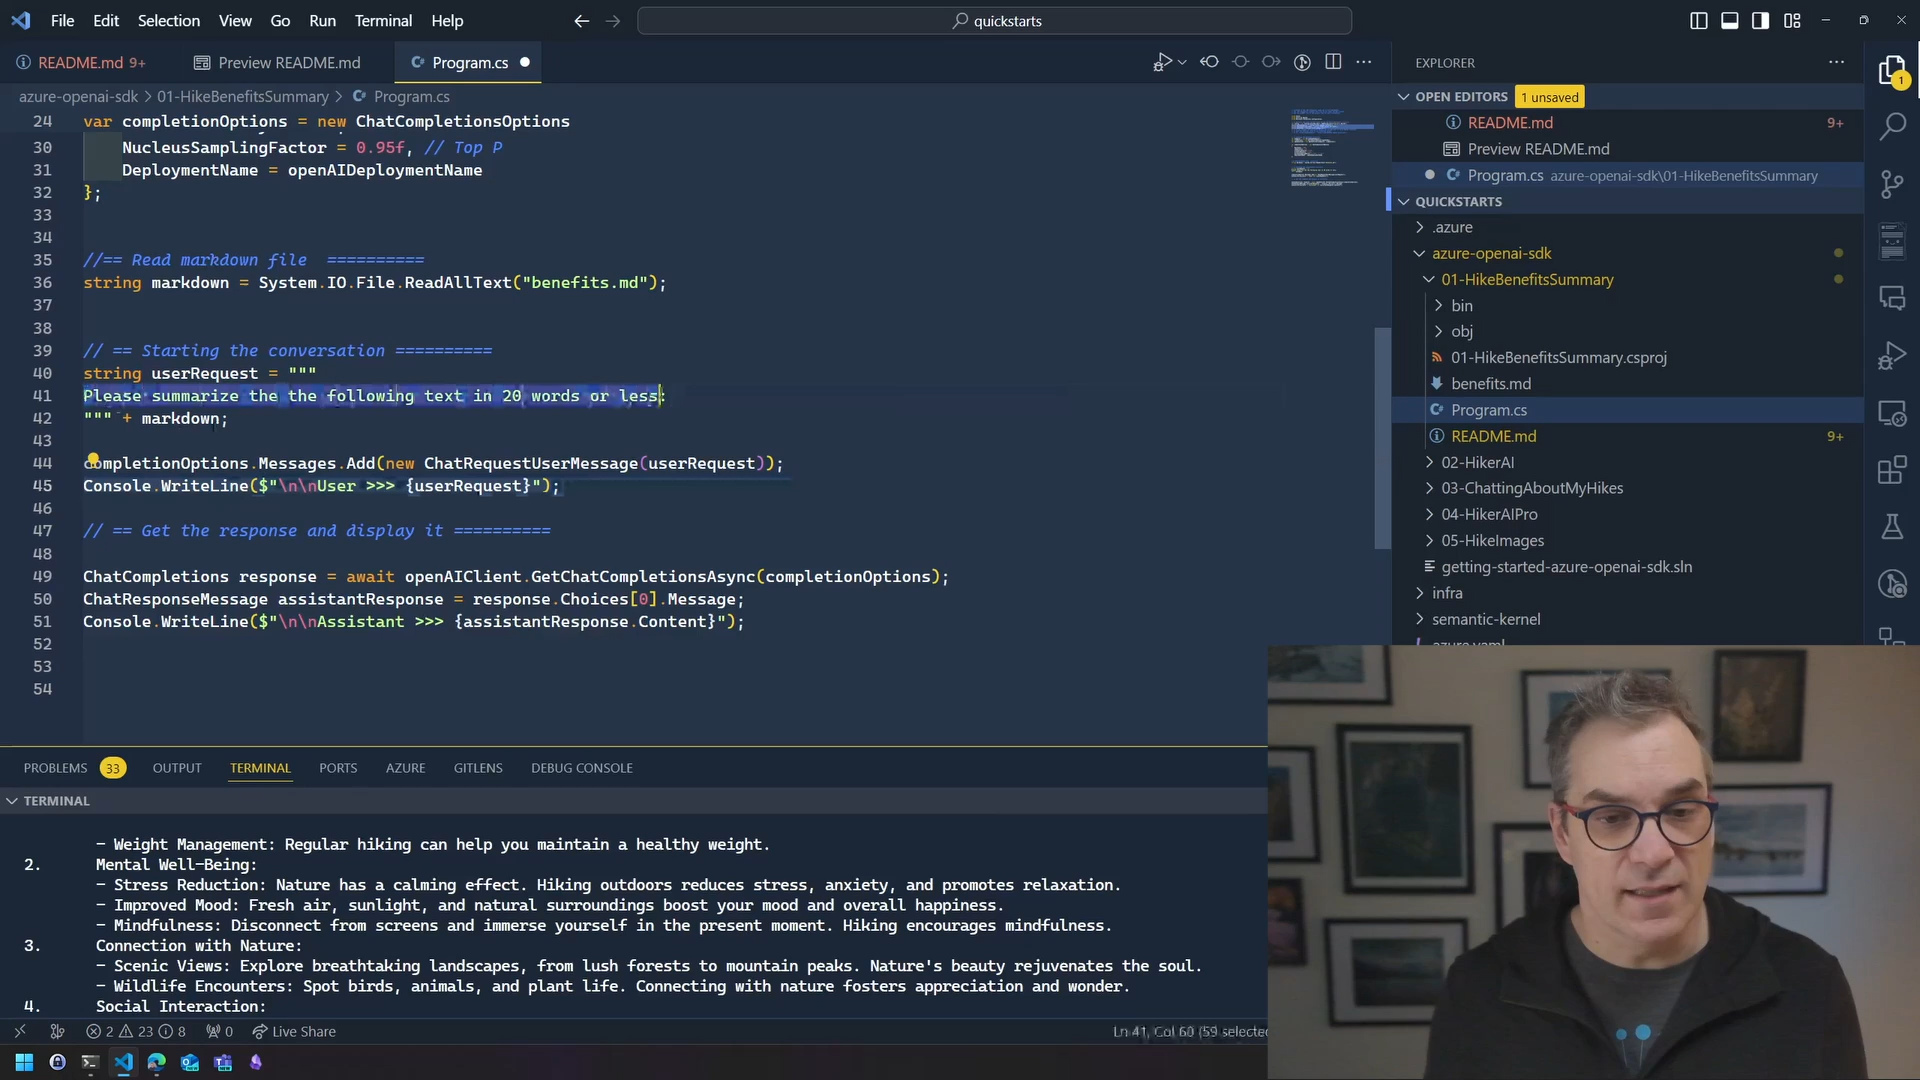 File Edit Selection View Go Run Terminal Help
quickstarts
README.md 9+
Preview README.md
Program.cs
azure-openai-sdk > 01-HikeBenefitsSummary > Program.cs
24 var completionOptions = new ChatCompletionsOptions
30 NucleusSamplingFactor = 0.95f, // Top P
31 DeploymentName = openAIDeploymentName
32 };
33
34
35 //== Read markdown file ==========
36 string markdown = System.IO.File.ReadAllText("benefits.md");
37
38
39 // == Starting the conversation ==========
40 string userRequest = """
41 Please summarize the the following text in 20 words or less:
42 """ + markdown;
43
44 completionOptions.Messages.Add(new ChatRequestUserMessage(userRequest));
45 Console.WriteLine($"\n\nUser >>> {userRequest}");
46
47 // == Get the response and display it ==========
48
49 ChatCompletions response = await openAIClient.GetChatCompletionsAsync(completionOptions);
50 ChatResponseMessage assistantResponse = response.Choices[0].Message;
51 Console.WriteLine($"\n\nAssistant >>> {assistantResponse.Content}");
52
53
54
EXPLORER
OPEN EDITORS 1 unsaved
README.md 9+
Preview README.md
Program.cs azure-openai-sdk\01-HikeBenefitsSummary
QUICKSTARTS
.azure
azure-openai-sdk
01-HikeBenefitsSummary
bin
obj
01-HikeBenefitsSummary.csproj
benefits.md
Program.cs
README.md 9+
02-HikerAI
03-ChattingAboutMyHikes
04-HikerAIPro
05-HikeImages
getting-started-azure-openai-sdk.sln
infra
semantic-kernel
azure.yaml
1
PROBLEMS 33 OUTPUT TERMINAL PORTS AZURE GITLENS DEBUG CONSOLE
TERMINAL
- Weight Management: Regular hiking can help you maintain a healthy weight.
2. Mental Well-Being:
- Stress Reduction: Nature has a calming effect. Hiking outdoors reduces stress, anxiety, and promotes relaxation.
- Improved Mood: Fresh air, sunlight, and natural surroundings boost your mood and overall happiness.
- Mindfulness: Disconnect from screens and immerse yourself in the present moment. Hiking encourages mindfulness.
3. Connection with Nature:
- Scenic Views: Explore breathtaking landscapes, from lush forests to mountain peaks. Nature's beauty rejuvenates the soul.
- Wildlife Encounters: Spot birds, animals, and plant life. Connecting with nature fosters appreciation and wonder.
4. Social Interaction:
2 23 8 0 Live Share
Ln 41, Col 60 (59 selected